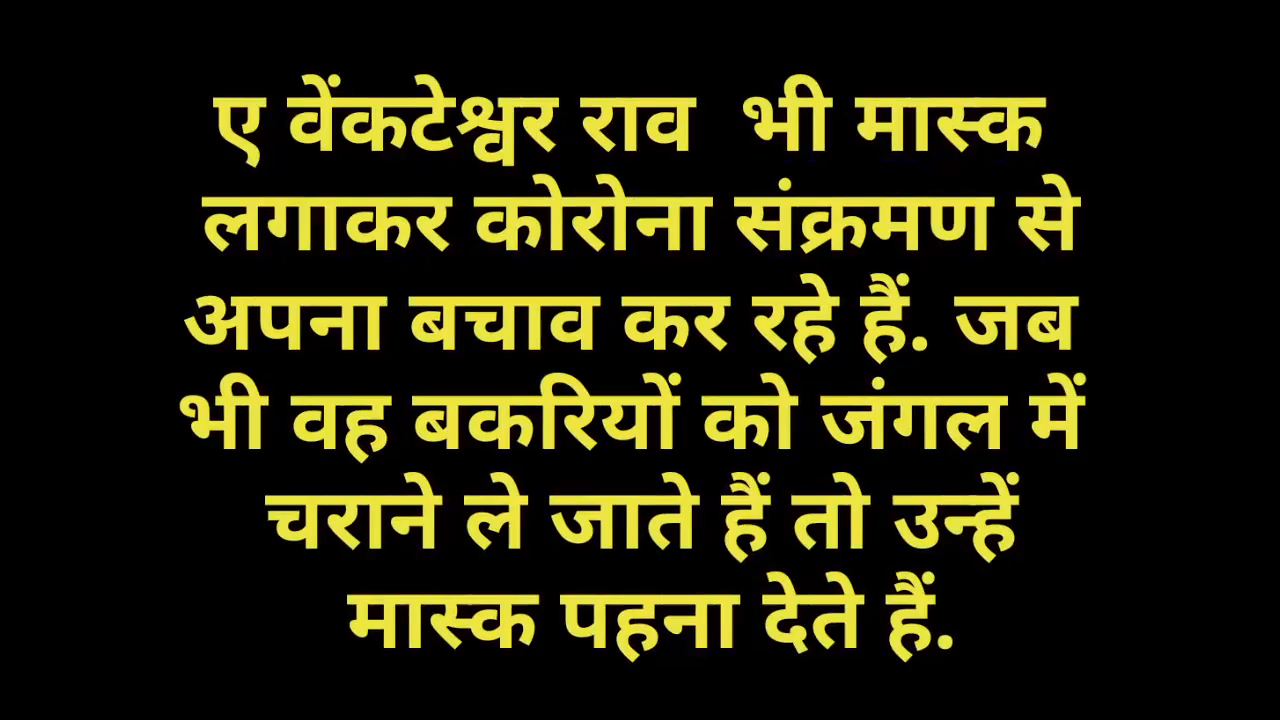 ए वेंकटेश्वर राव भी मास्क
लगाकर कोरोना संक्रमण से
अपना बचाव कर रहे हैं. जब
भी वह बकरियों को जंगल में
चराने ले जाते हैं तो उन्हें
मास्क पहना देते हैं.